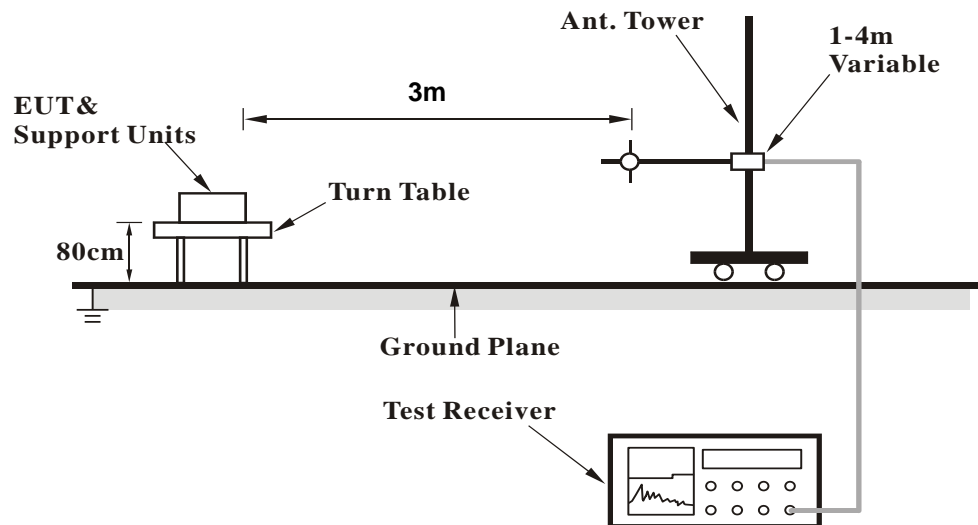 Ant. Tower
1-4m
Variable
3m
EUT&
Support Units
Turn Table
80cm
Ground Plane
Test Receiver